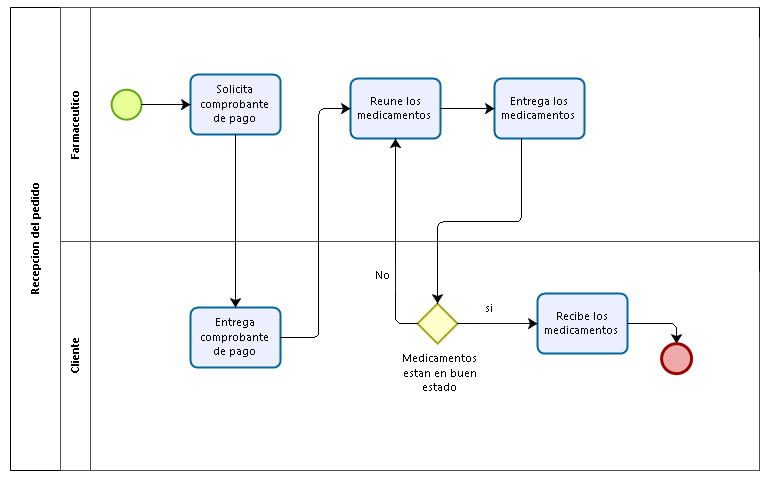 Recepcion del pedido
Farmaceutico
Solicita
comprobante
de pago
Reune los
medicamentos
Entrega los
medicamentos
Cliente
Entrega
comprobante
de pago
No
Medicamentos
estan en buen
estado
si
Recibe los
medicamentos